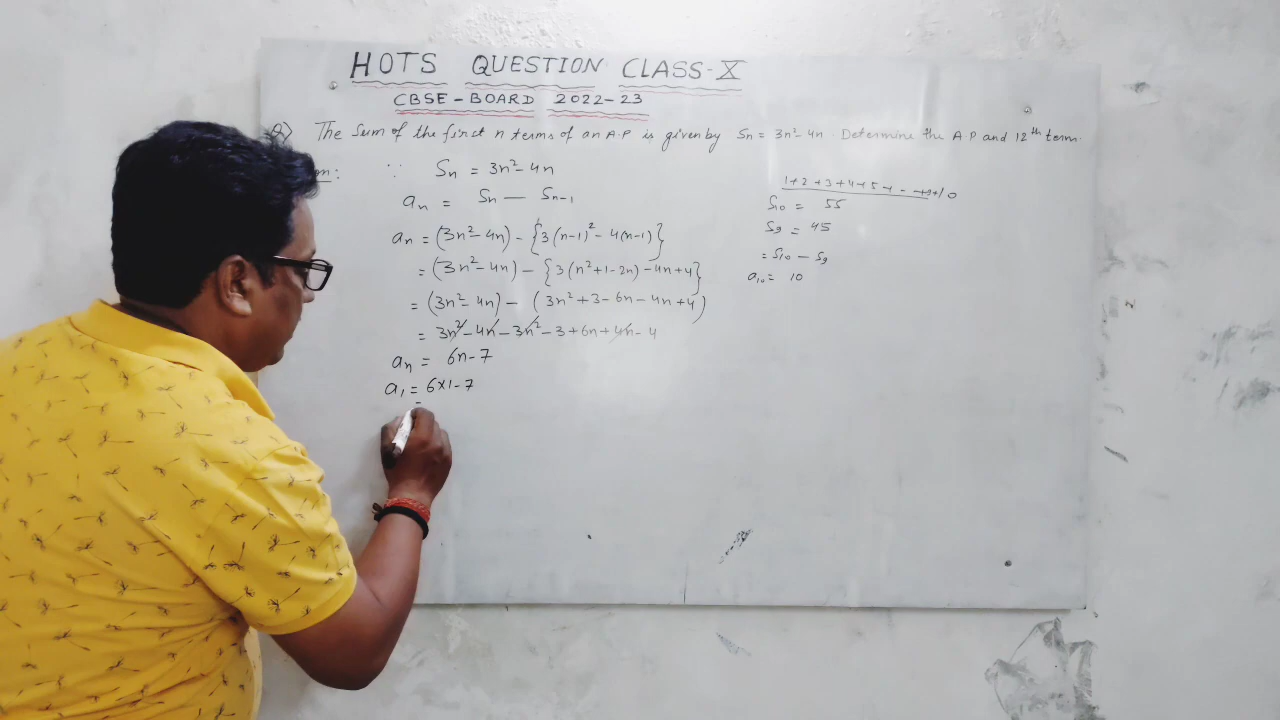 HOTS QUESTION CLASS-X
CBSE-BOARD 2022-23
Q) The Sum of the first n terms of an A.P is given by Sn = 3n²-4n. Determine the A.P and 12th term.
on:
∵ Sn = 3n²-4n
an = Sn — Sn-1
an = (3n²-4n) - {3(n-1)² - 4(n-1)}
= (3n²-4n) - {3(n²+1-2n)-4n+4}
= (3n²-4n) - (3n²+3-6n-4n+4)
= 3n²-4n-3n²-3+6n+4n-4
an = 6n-7
a1 = 6×1-7
=
1+2+3+4+5+---+9+10
S10 = 55
S9 = 45
= S10 - S9
a10 = 10